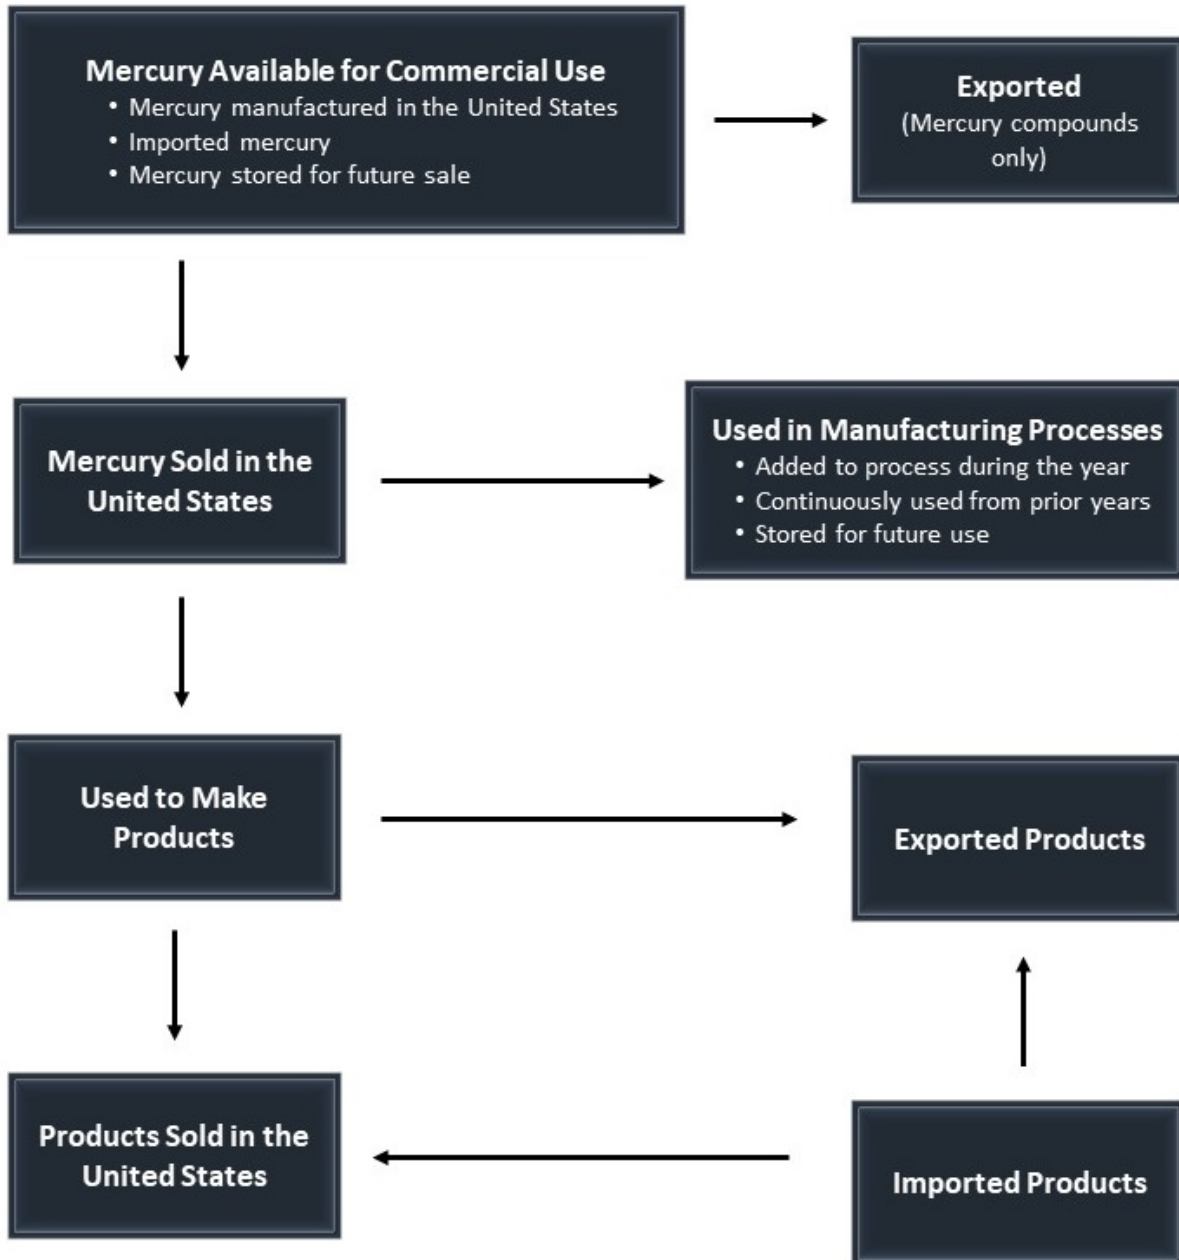 Mercury Available for Commercial Use
• Mercury manufactured in the United States
• Imported mercury
• Mercury stored for future sale
Exported
(Mercury compounds
only)
Mercury Sold in the
United States
Used in Manufacturing Processes
• Added to process during the year
• Continuously used from prior years
• Stored for future use
Used to Make
Products
Exported Products
Products Sold in the
United States
Imported Products